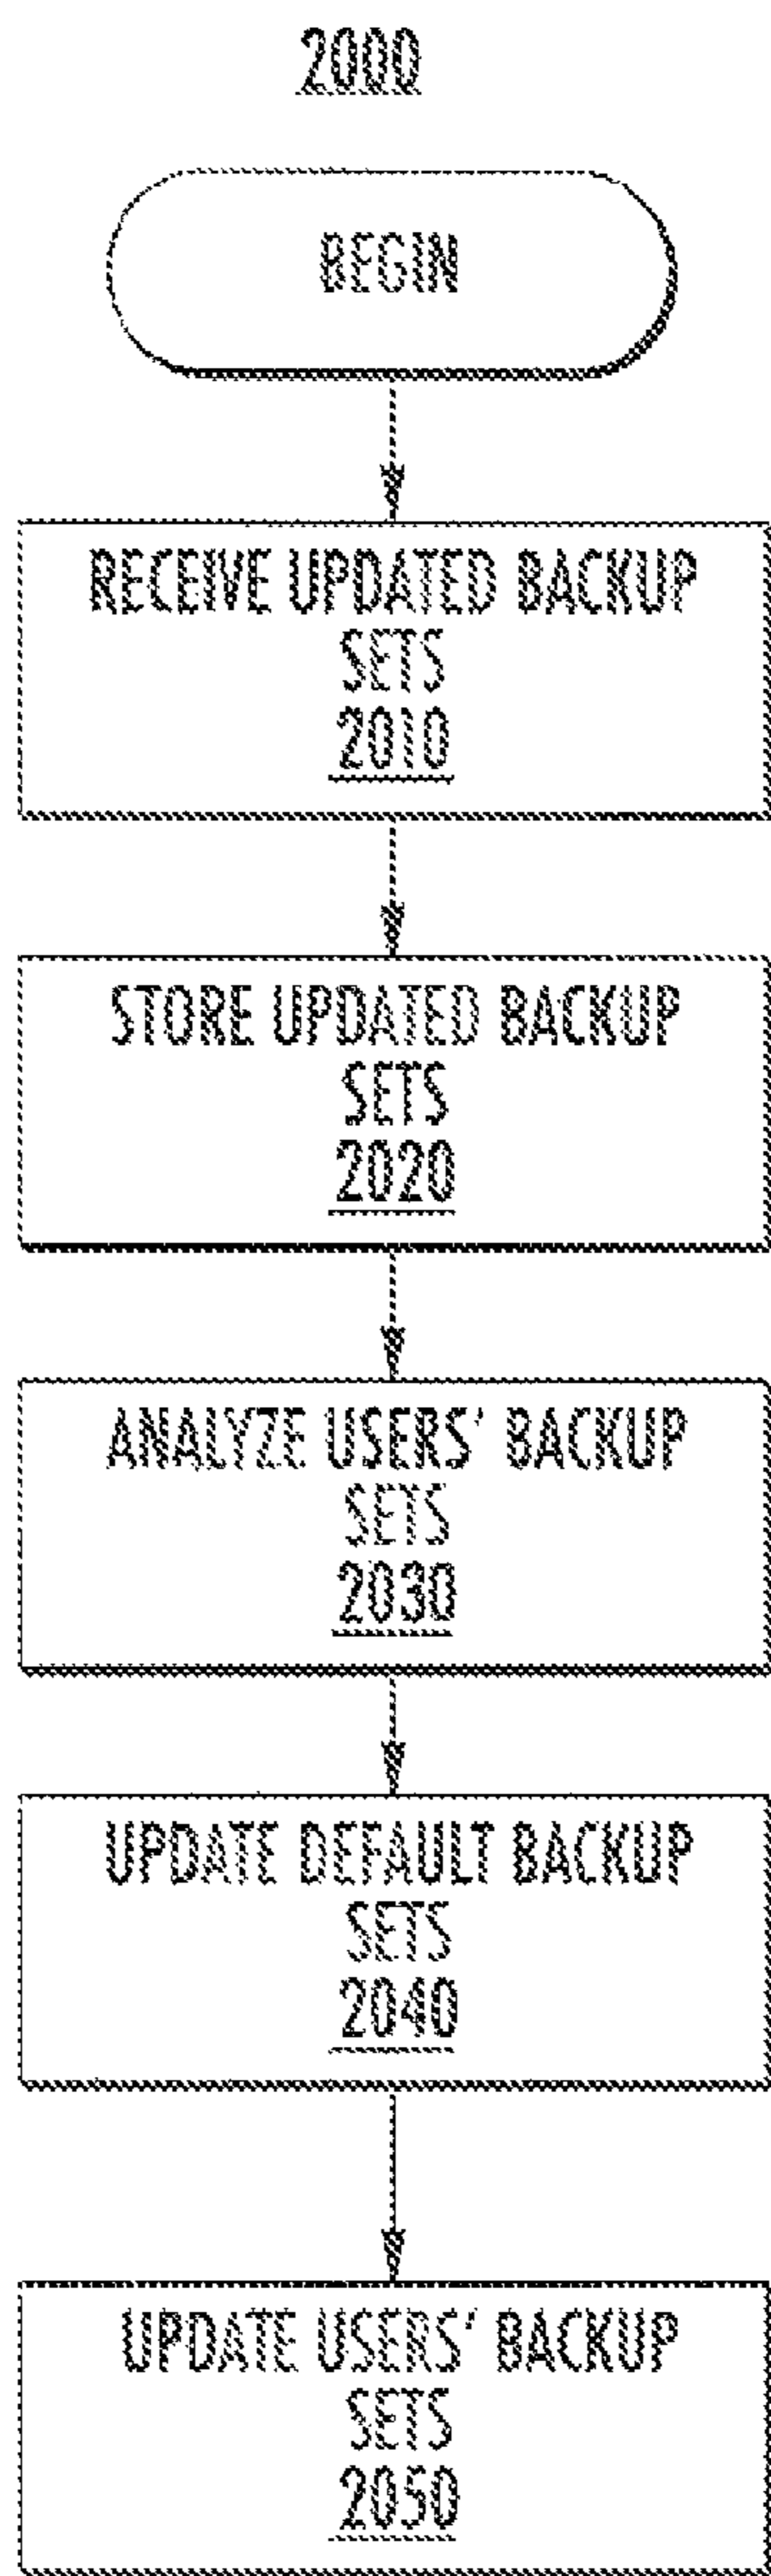 2000
BEGIN
RECEIVE UPDATED BACKUP
SETS
2010
STORE UPDATED BACKUP
SETS
2020
ANALYZE USERS' BACKUP
SETS
2030
UPDATE DEFAULT BACKUP
SETS
2040
UPDATE USERS' BACKUP
SETS
2050